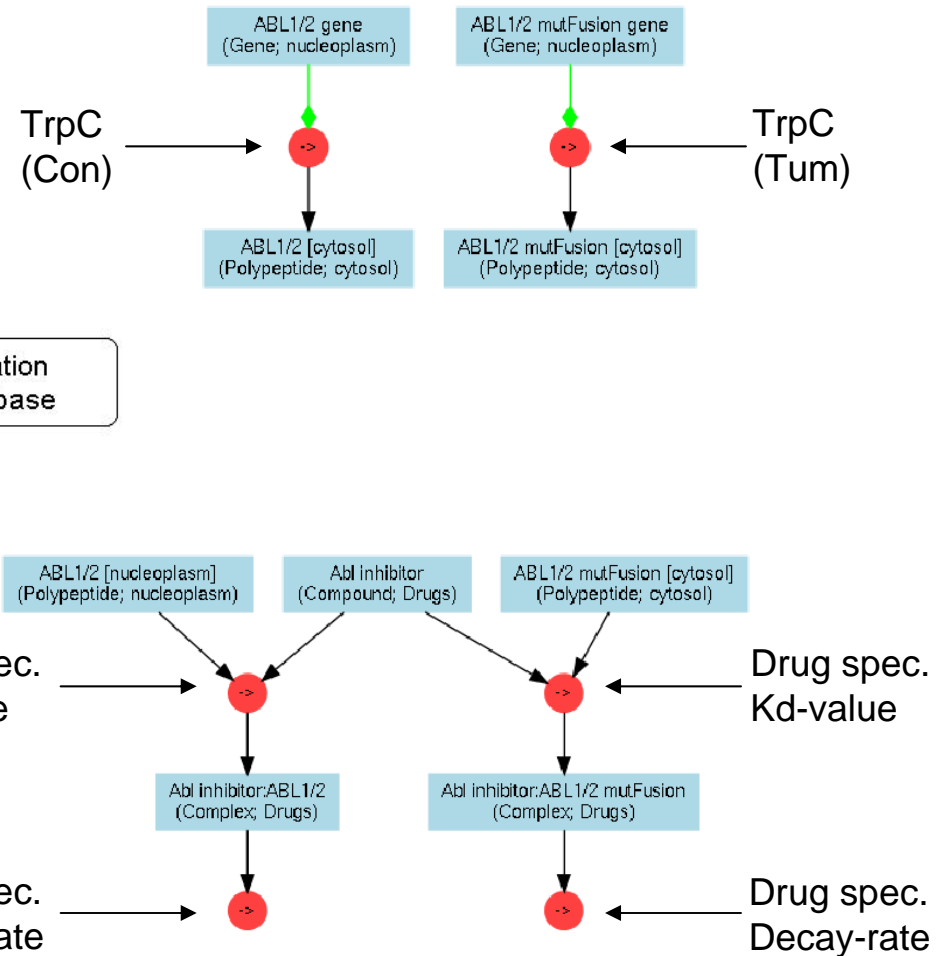 ABL1/2 gene
(Gene; nucleoplasm)
ABL1/2 mutFusion gene
(Gene; nucleoplasm)
TrpC
(Con)
->
->
TrpC
(Tum)
ABL1/2 [cytosol]
(Polypeptide; cytosol)
ABL1/2 mutFusion [cytosol]
(Polypeptide; cytosol)
ation
base
ABL1/2 [nucleoplasm]
(Polypeptide; nucleoplasm)
Abl inhibitor
(Compound; Drugs)
ABL1/2 mutFusion [cytosol]
(Polypeptide; cytosol)
ec.
e
->
->
Drug spec.
Kd-value
Abl inhibitor:ABL1/2
(Complex; Drugs)
Abl inhibitor:ABL1/2 mutFusion
(Complex; Drugs)
ec.
ate
->
->
Drug spec.
Decay-rate